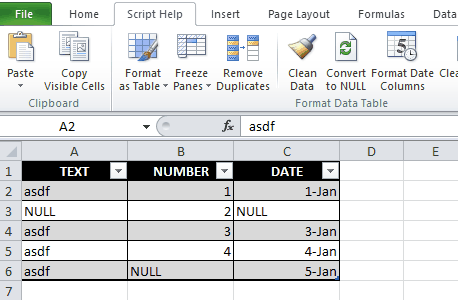 File Home Script Help Insert Page Layout Formulas Data
Paste Copy Visible Cells Format as Table Freeze Panes Remove Duplicates Clean Data Convert to NULL Format Date Columns
Clipboard Format Data Table
A2 fx asdf
A B C D E
1 TEXT NUMBER DATE
2 asdf 1 1-Jan
3 NULL 2 NULL
4 asdf 3 3-Jan
5 asdf 4 4-Jan
6 asdf NULL 5-Jan
7